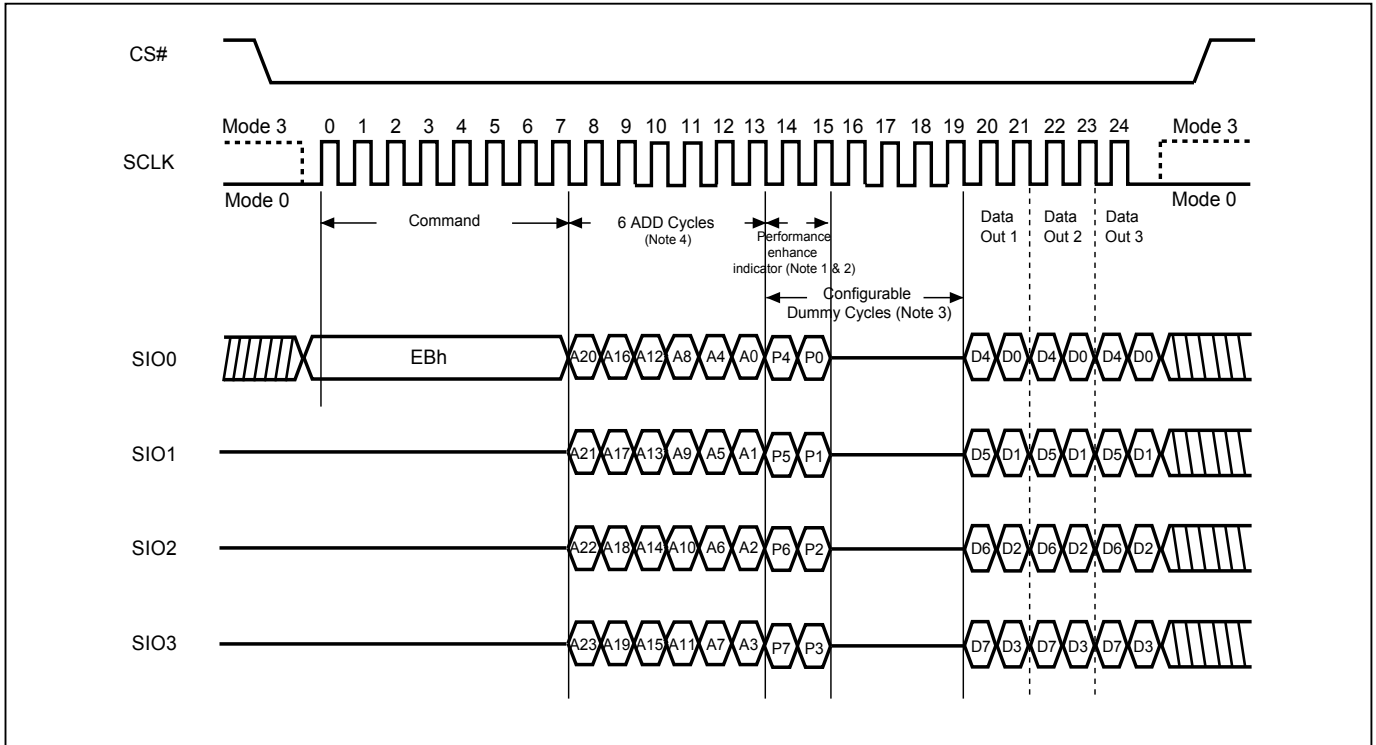 CS#
Mode 3 0 1 2 3 4 5 6 7 8 9 10 11 12 13 14 15 16 17 18 19 20 21 22 23 24 Mode 3
SCLK
Mode 0 Mode 0
Command
6 ADD Cycles
(Note 4)
Performance
enhance
indicator (Note 1 & 2)
Data
Out 1
Data
Out 2
Data
Out 3
Configurable
Dummy Cycles (Note 3)
SIO0 EBh A20 A16 A12 A8 A4 A0 P4 P0 D4 D0 D4 D0 D4 D0
SIO1 A21 A17 A13 A9 A5 A1 P5 P1 D5 D1 D5 D1 D5 D1
SIO2 A22 A18 A14 A10 A6 A2 P6 P2 D6 D2 D6 D2 D6 D2
SIO3 A23 A19 A15 A11 A7 A3 P7 P3 D7 D3 D7 D3 D7 D3